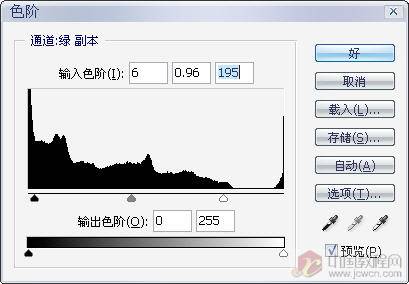 色阶
通道:绿 副本
输入色阶(I): 6 0.96 195
输出色阶(O): 0 255
好
取消
载入(L)...
存储(S)...
自动(A)
选项(T)...
预览(P)
中国教程网
www.jcwcn.com